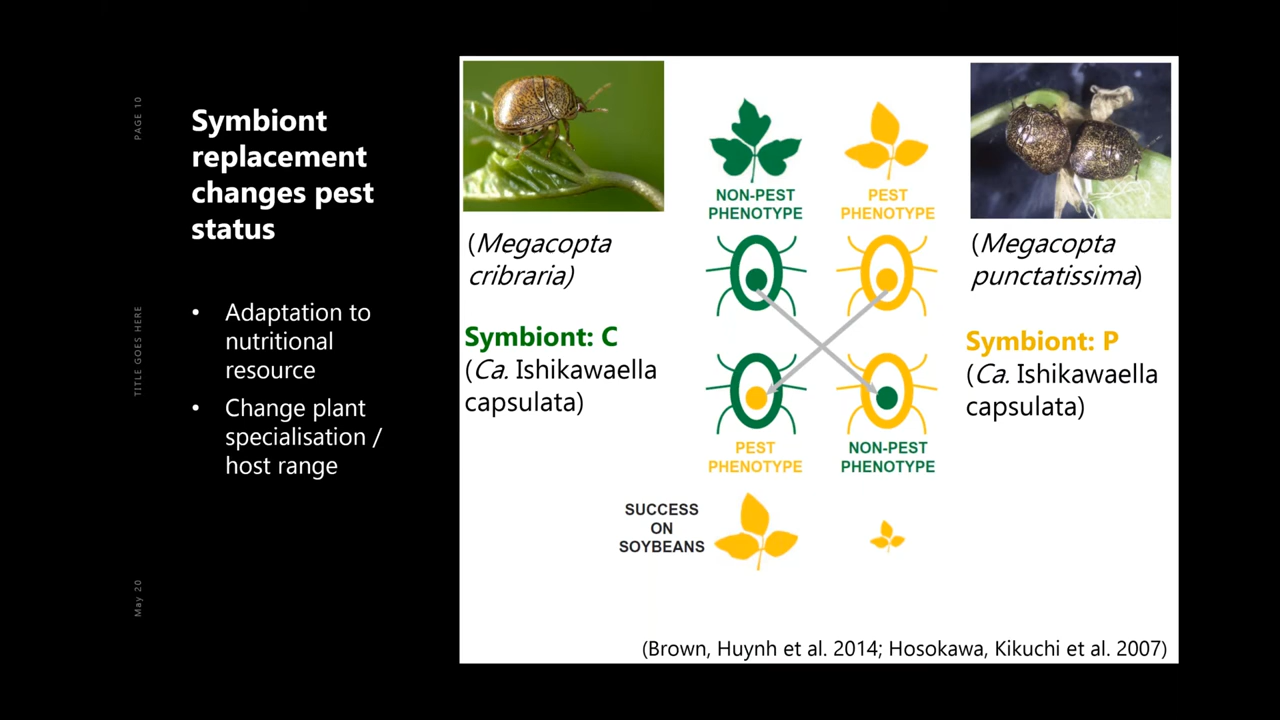 PAGE 10
TITLE GOES HERE
May 20
Symbiont
replacement
changes pest
status
• Adaptation to
nutritional
resource
• Change plant
specialisation /
host range
(Megacopta
cribraria)
Symbiont: C
(Ca. Ishikawaella
capsulata)
NON-PEST
PHENOTYPE
PEST
PHENOTYPE
PEST
PHENOTYPE
NON-PEST
PHENOTYPE
SUCCESS
ON
SOYBEANS
(Megacopta
punctatissima)
Symbiont: P
(Ca. Ishikawaella
capsulata)
(Brown, Huynh et al. 2014; Hosokawa, Kikuchi et al. 2007)